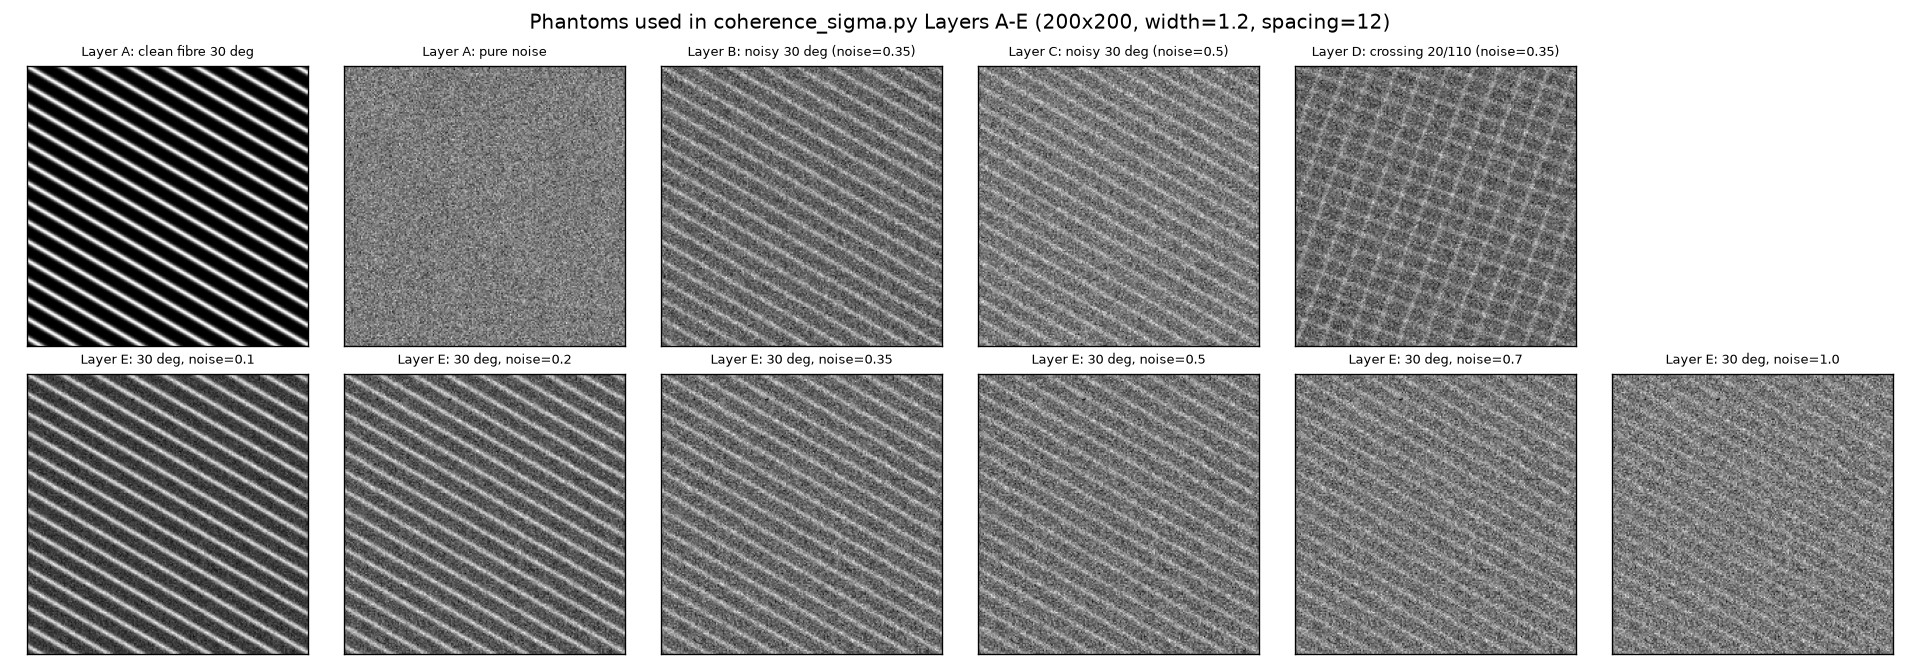 Phantoms used in coherence_sigma.py Layers A-E (200x200, width=1.2, spacing=12)
Layer A: clean fibre 30 deg
Layer A: pure noise
Layer B: noisy 30 deg (noise=0.35)
Layer C: noisy 30 deg (noise=0.5)
Layer D: crossing 20/110 (noise=0.35)
Layer E: 30 deg, noise=0.1
Layer E: 30 deg, noise=0.2
Layer E: 30 deg, noise=0.35
Layer E: 30 deg, noise=0.5
Layer E: 30 deg, noise=0.7
Layer E: 30 deg, noise=1.0